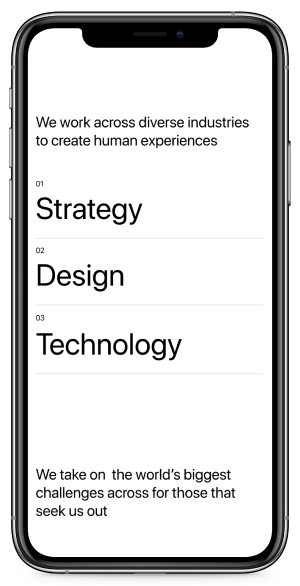 We work across diverse industries
to create human experiences
01
Strategy
02
Design
03
Technology
We take on  the world's biggest
challenges across for those that
seek us out